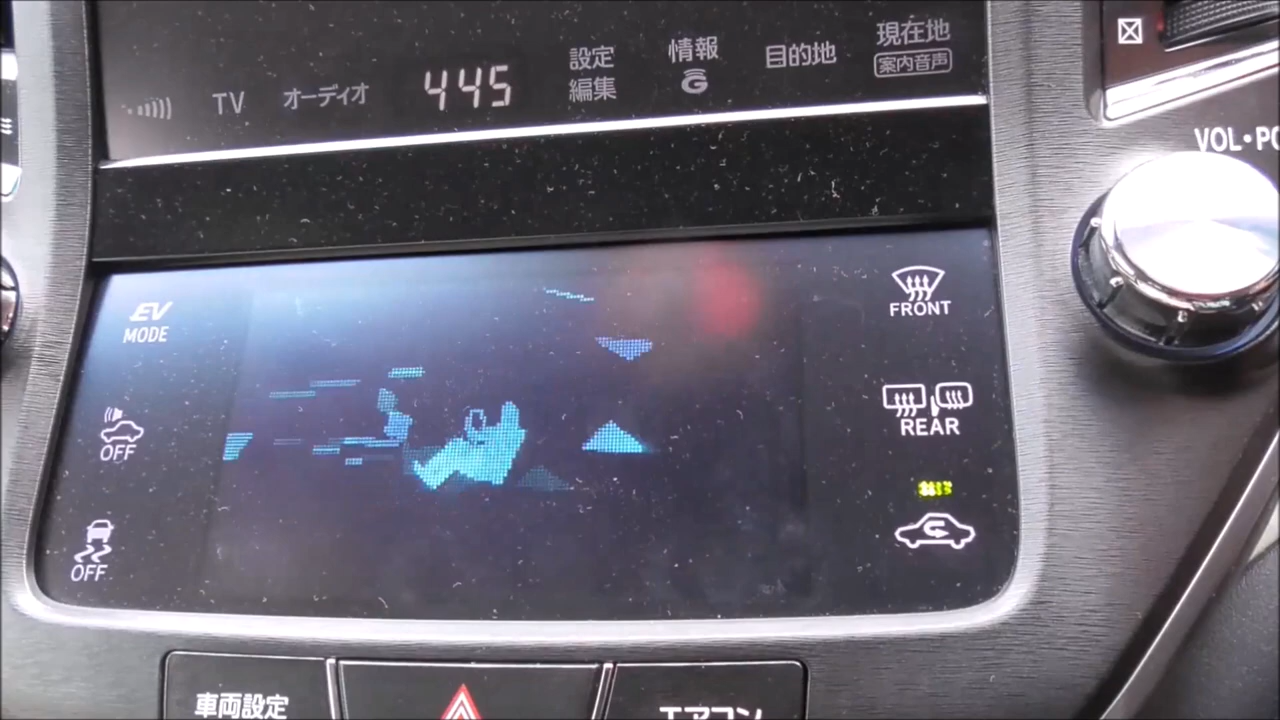 TV
オーディオ
445
設定
編集
情報
G
目的地
現在地
案内音声
VOL•PO
EV
MODE
FRONT
OFF
REAR
OFF
車両設定
エアコン